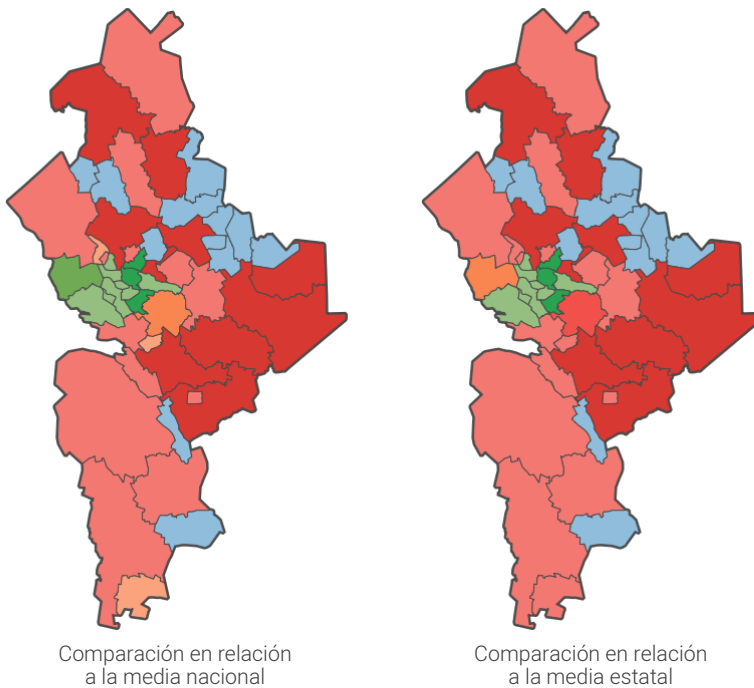 Comparación en relación
a la media nacional
Comparación en relación
a la media estatal